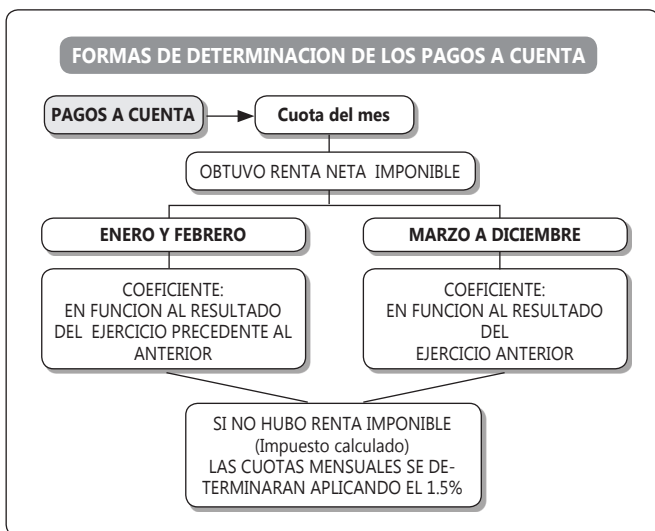 FORMAS DE DETERMINACION DE LOS PAGOS A CUENTA
PAGOS A CUENTA
Cuota del mes
OBTUVO RENTA NETA IMPONIBLE
ENERO Y FEBRERO
MARZO A DICIEMBRE
COEFICIENTE:
EN FUNCION AL RESULTADO
DEL EJERCICIO PRECEDENTE AL
ANTERIOR
COEFICIENTE:
EN FUNCION AL RESULTADO
DEL
EJERCICIO ANTERIOR
SI NO HUBO RENTA IMPONIBLE
(Impuesto calculado)
LAS CUOTAS MENSUALES SE DE-
TERMINARAN APLICANDO EL 1.5%